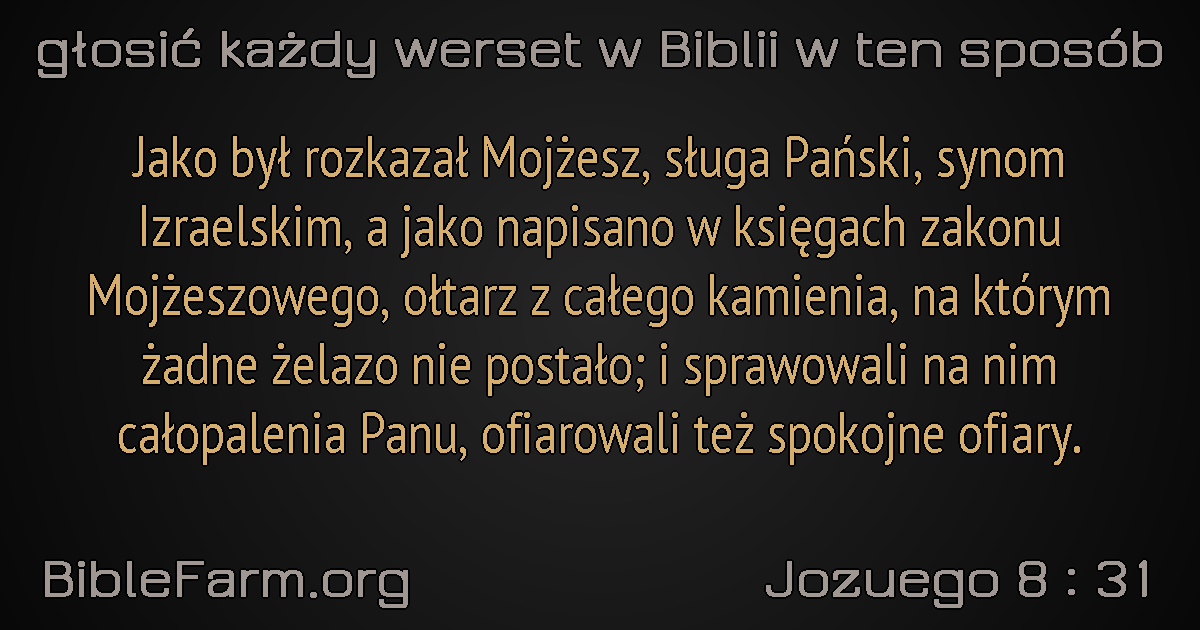 głosić każdy werset w Biblii w ten sposób
Jako był rozkazał Mojżesz, sługa Pański, synom
Izraelskim, a jako napisano w księgach zakonu
Mojżeszowego, ołtarz z całego kamienia, na którym
żadne żelazo nie postało; i sprawowali na nim
całopalenia Panu, ofiarowali też spokojne ofiary.
BibleFarm.org
Jozuego 8 : 31